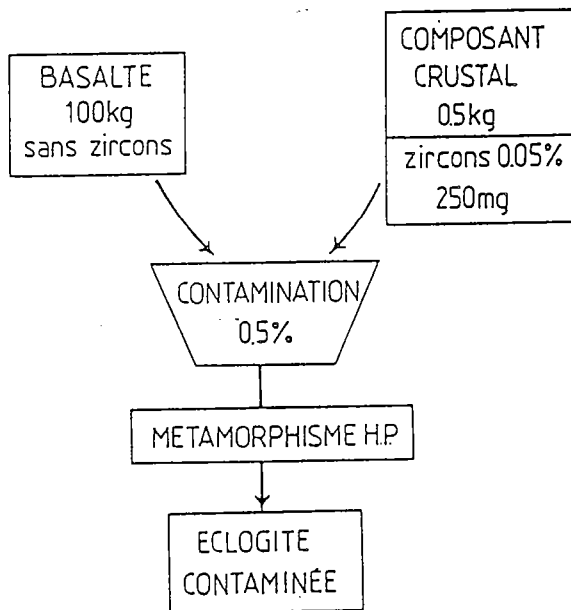 BASALTE
100kg
sans zircons
COMPOSANT
CRUSTAL
0.5kg
zircons 0.05%
250mg
CONTAMINATION
0.5%
METAMORPHISME H.P.
ECLOGITE
CONTAMINÉE